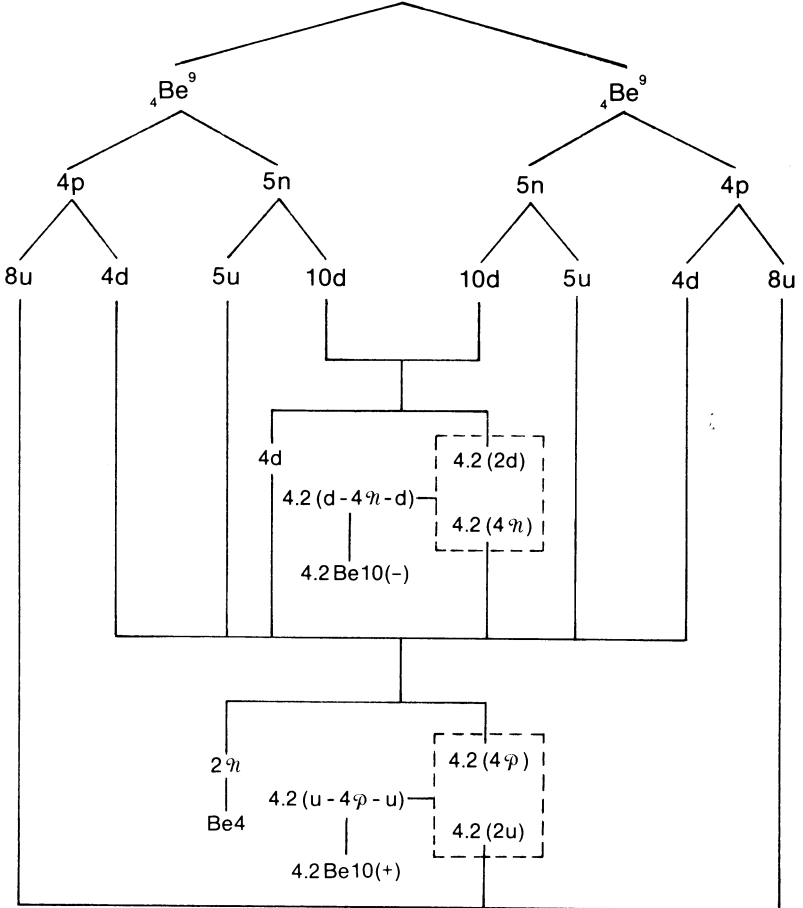 ₄Be⁹ ₄Be⁹
4p 5n 5n 4p
8u 4d 5u 10d 10d 5u 4d 8u
4d 4.2 (2d)
4.2 (d - 4𝓃 - d)
4.2 (4𝓃)
4.2 Be10(−)
2𝓃 4.2 (4𝓅)
4.2 (u - 4𝓅 - u)
Be4 4.2 (2u)
4.2 Be10(+)